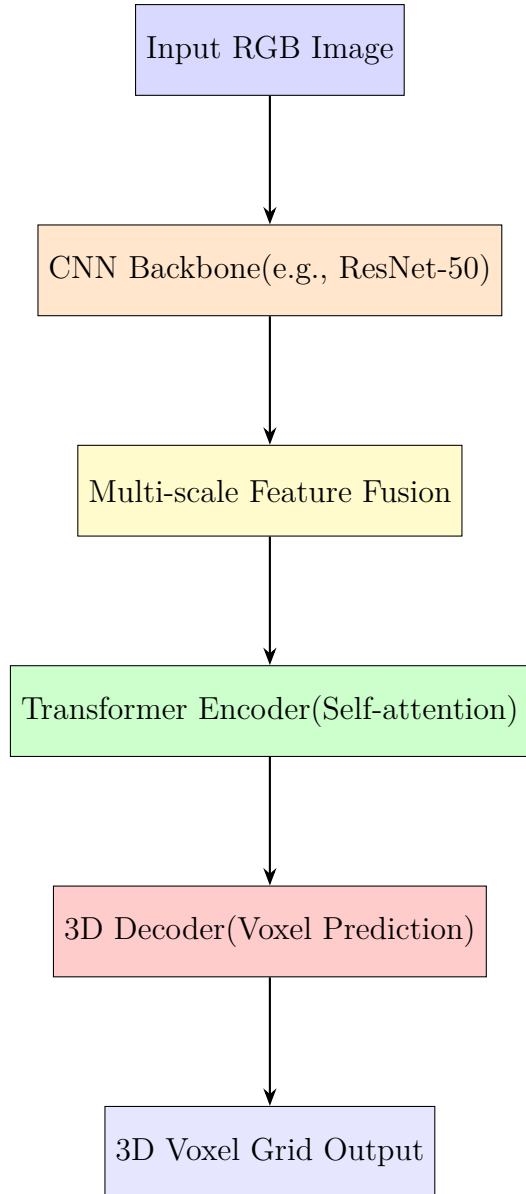 Input RGB Image
CNN Backbone(e.g., ResNet-50)
Multi-scale Feature Fusion
Transformer Encoder(Self-attention)
3D Decoder(Voxel Prediction)
3D Voxel Grid Output